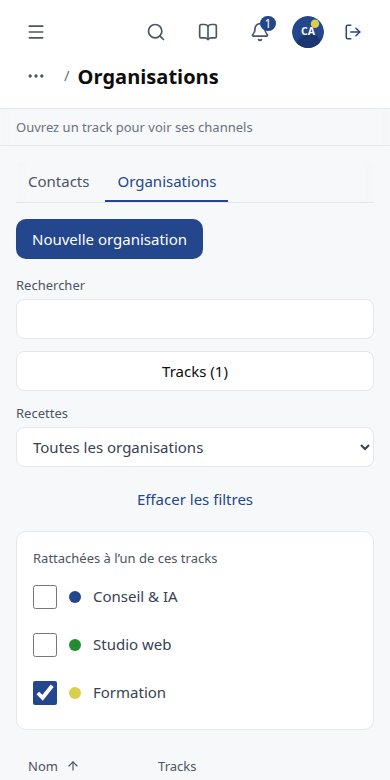 1
CA
… / Organisations
Ouvrez un track pour voir ses channels
Contacts Organisations
Nouvelle organisation
Rechercher
Tracks (1)
Recettes
Toutes les organisations
Effacer les filtres
Rattachées à l'un de ces tracks
Conseil & IA
Studio web
Formation
Nom ↑ Tracks